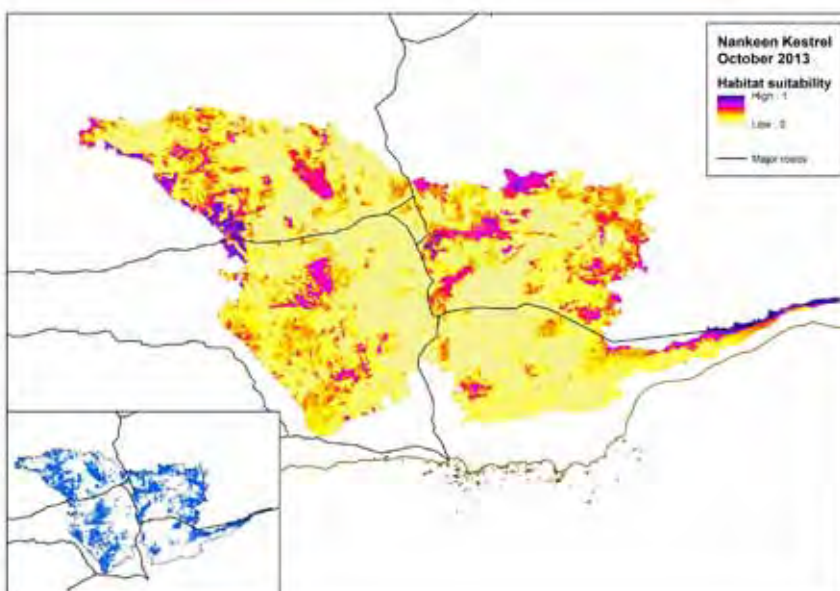 Nankeen Kestrel
October 2013
Habitat suitability
High : 1
Low : 0
Major roads